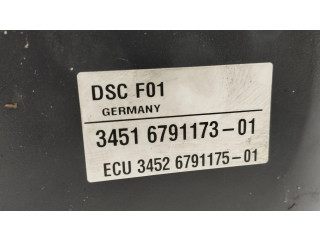 DSC F01
GERMANY
3451 6791173-01
ECU 3452 6791175-01